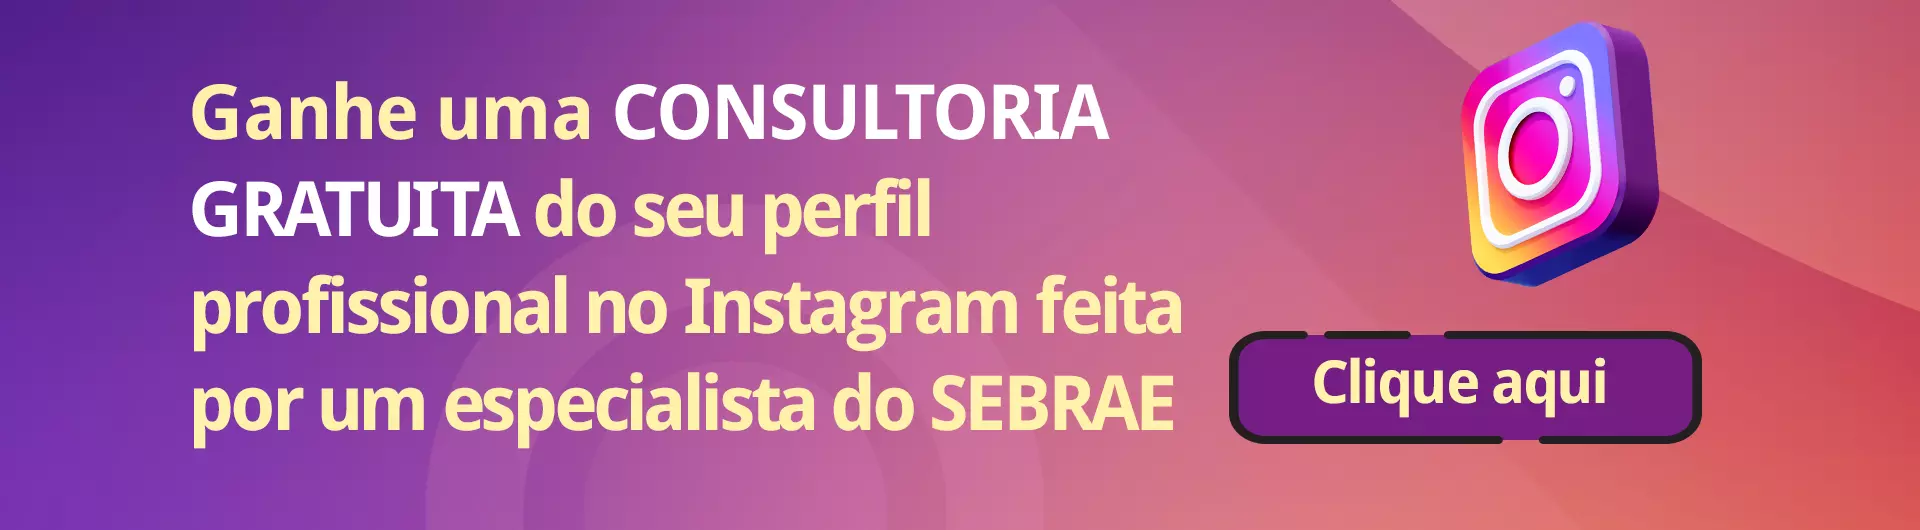 Ganhe uma CONSULTORIA
GRATUITA do seu perfil
profissional no Instagram feita
por um especialista do SEBRAE
Clique aqui